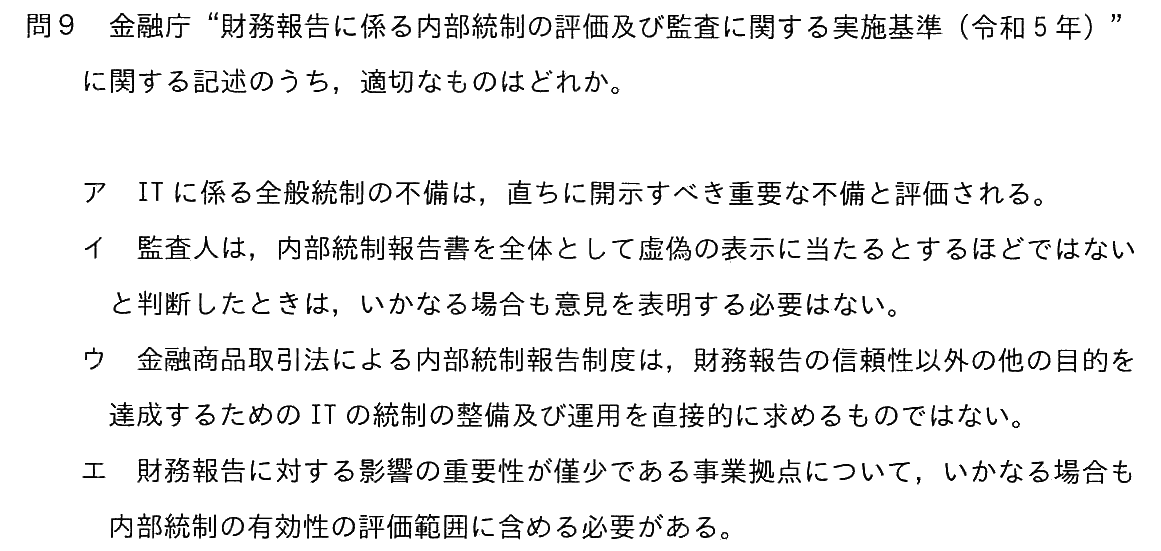 問９　金融庁“財務報告に係る内部統制の評価及び監査に関する実施基準（令和５年）”
に関する記述のうち，適切なものはどれか。
ア　IT に係る全般統制の不備は，直ちに開示すべき重要な不備と評価される。
イ　監査人は，内部統制報告書を全体として虚偽の表示に当たるとするほどではない
と判断したときは，いかなる場合も意見を表明する必要はない。
ウ　金融商品取引法による内部統制報告制度は，財務報告の信頼性以外の他の目的を
達成するための IT の統制の整備及び運用を直接的に求めるものではない。
エ　財務報告に対する影響の重要性が僅少である事業拠点について，いかなる場合も
内部統制の有効性の評価範囲に含める必要がある。